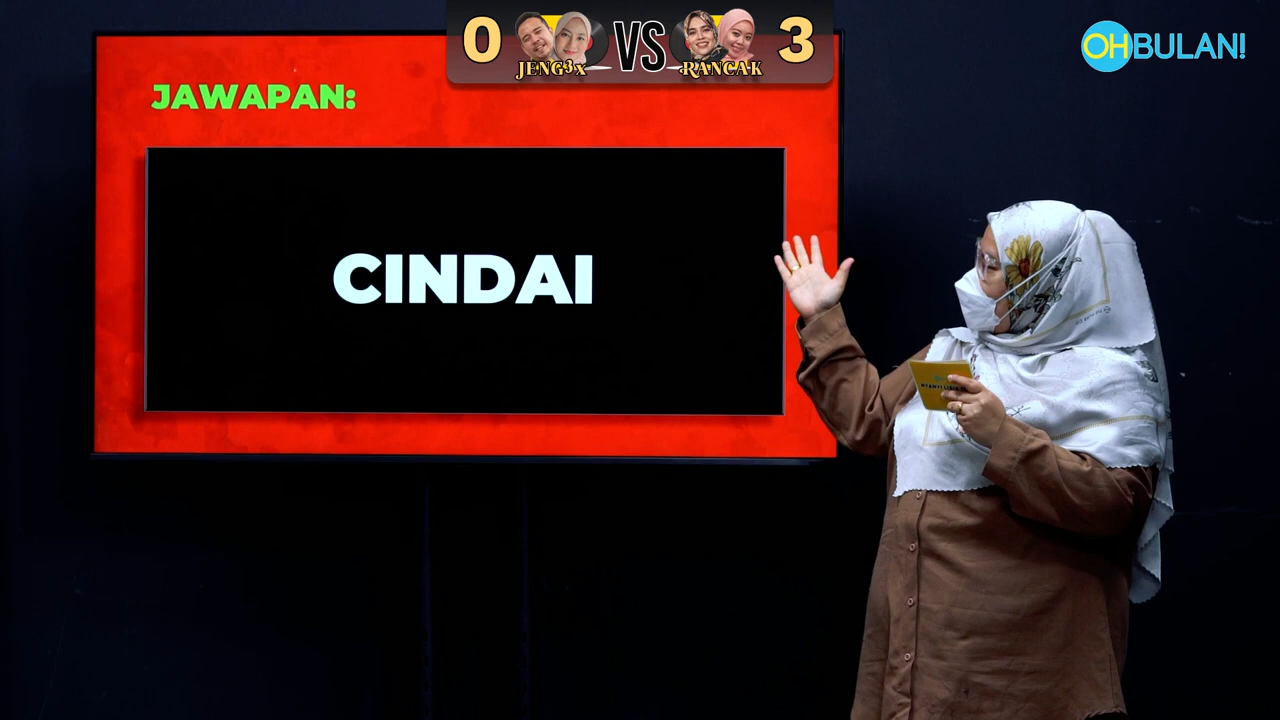 0 VS 3
JENG3X RANCAK
OHBULAN!
JAWAPAN:
CINDAI